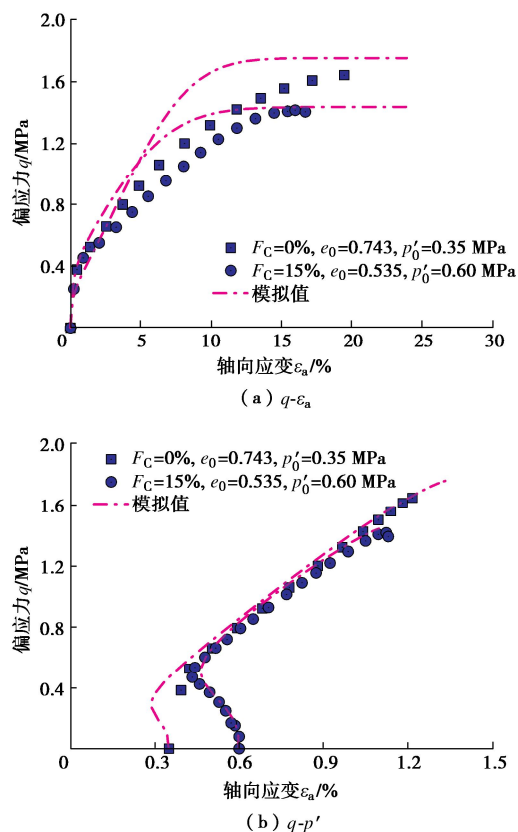 2.0
1.6
1.2
0.8
0.4
偏应力q/MPa
F_C=0%, e_0=0.743, p′_0=0.35 MPa
F_C=15%, e_0=0.535, p′_0=0.60 MPa
模拟值
0 5 10 15 20 25 30
轴向应变ε_a/%
（a）q-ε_a
2.0
1.6
1.2
0.8
0.4
偏应力q/MPa
F_C=0%, e_0=0.743, p′_0=0.35 MPa
F_C=15%, e_0=0.535, p′_0=0.60 MPa
模拟值
0 0.3 0.6 0.9 1.2 1.5
轴向应变ε_a/%
（b）q-p′